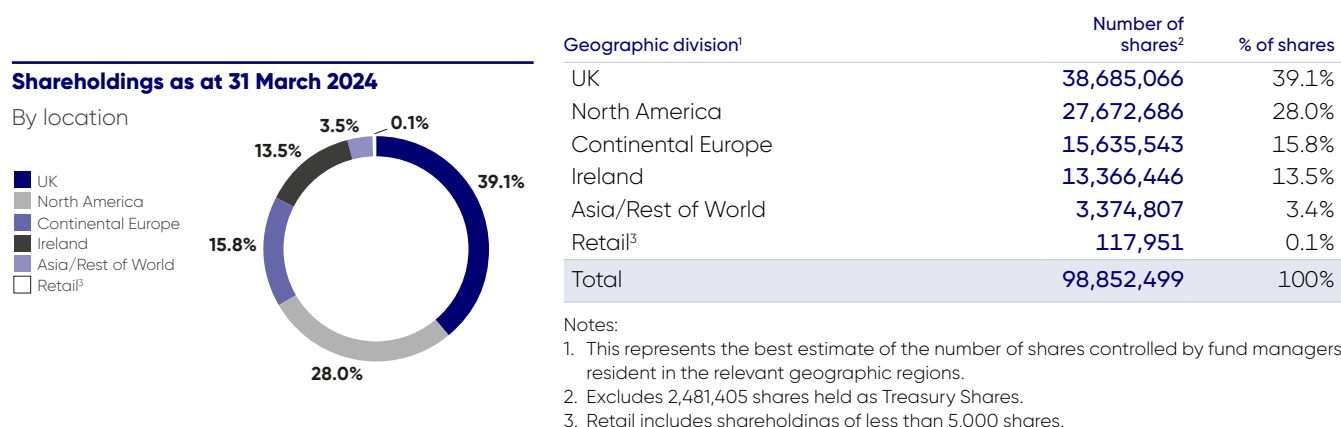 Shareholdings as at 31 March 2024
By location
UK
North America
Continental Europe
Ireland
Asia/Rest of World
Retail³
0.1%
3.5%
13.5%
39.1%
15.8%
28.0%
Geographic division¹ Number of shares² % of shares
UK 38,685,066 39.1%
North America 27,672,686 28.0%
Continental Europe 15,635,543 15.8%
Ireland 13,366,446 13.5%
Asia/Rest of World 3,374,807 3.4%
Retail³ 117,951 0.1%
Total 98,852,499 100%
Notes:
1. This represents the best estimate of the number of shares controlled by fund managers
resident in the relevant geographic regions.
2. Excludes 2,481,405 shares held as Treasury Shares.
3. Retail includes shareholdings of less than 5,000 shares.